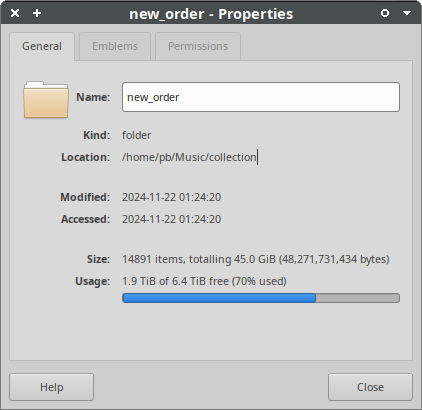 new_order - Properties
General Emblems Permissions
Name: new_order
Kind: folder
Location: /home/pb/Music/collection
Modified: 2024-11-22 01:24:20
Accessed: 2024-11-22 01:24:20
Size: 14891 items, totalling 45.0 GiB (48,271,731,434 bytes)
Usage: 1.9 TiB of 6.4 TiB free (70% used)
Help Close